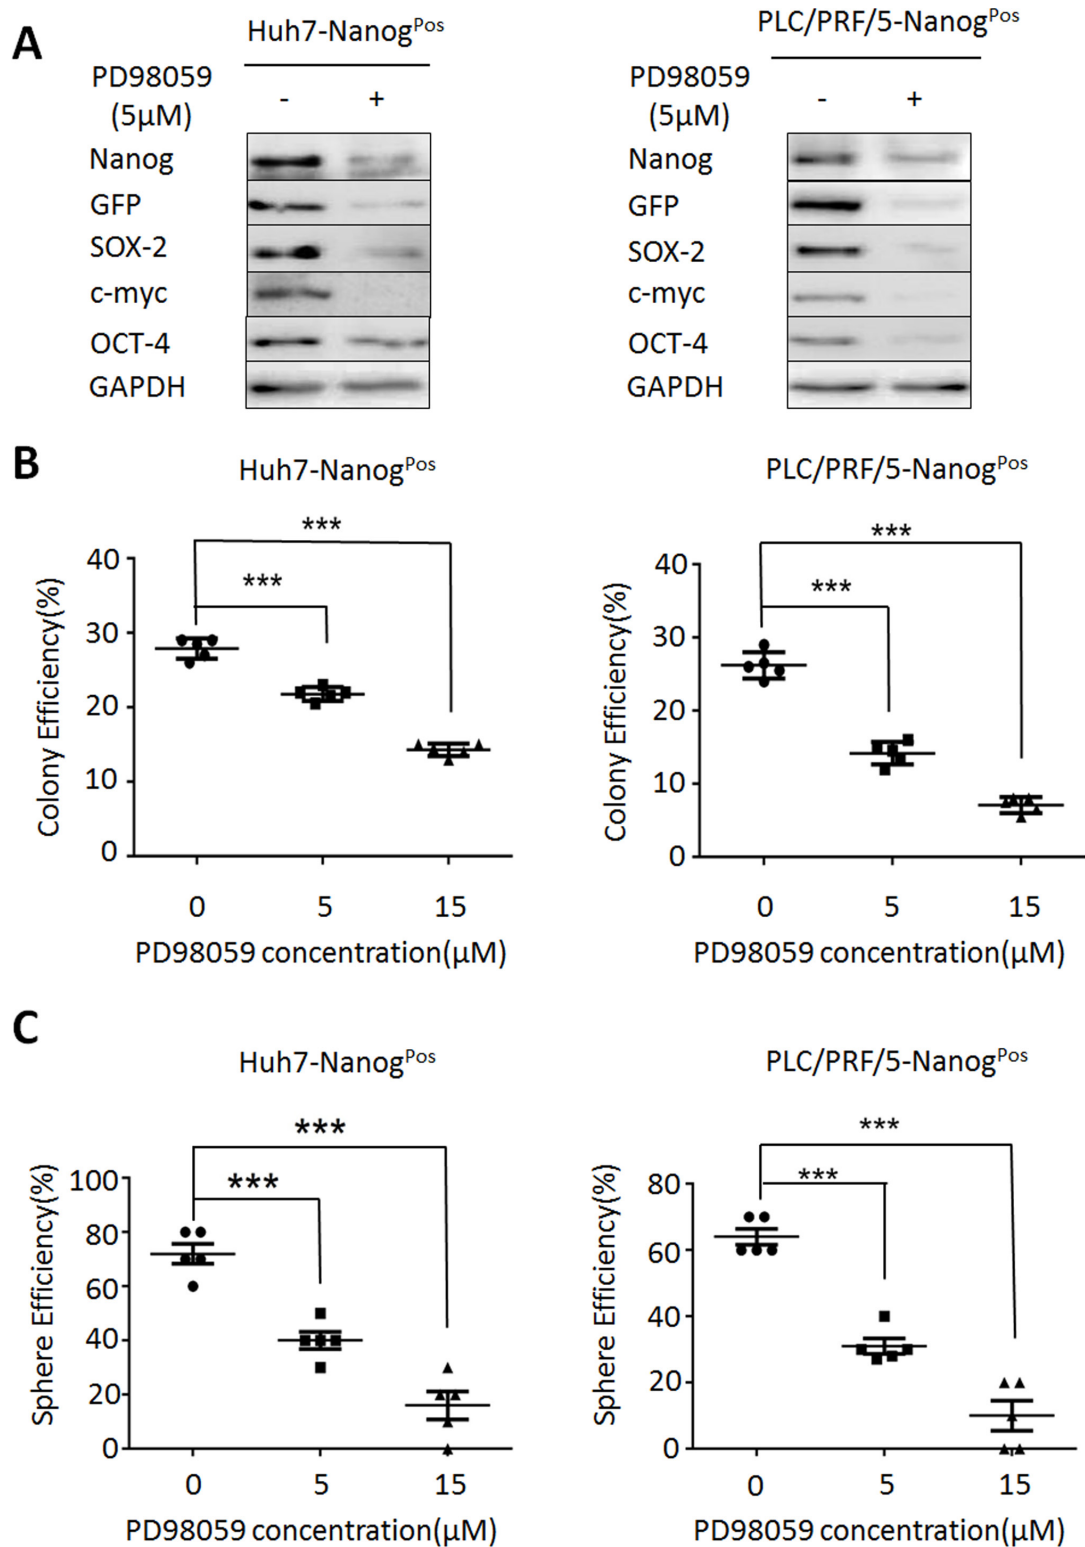 A
Huh7-NanogPos
PLC/PRF/5-NanogPos
PD98059
(5μM)
- +
PD98059
(5μM)
- +
Nanog
GFP
SOX-2
c-myc
OCT-4
GAPDH
Nanog
GFP
SOX-2
c-myc
OCT-4
GAPDH
B
Huh7-NanogPos
***
***
Colony Efficiency(%)
40
30
20
10
0
0 5 15
PD98059 concentration(μM)
PLC/PRF/5-NanogPos
***
***
Colony Efficiency(%)
40
30
20
10
0
0 5 15
PD98059 concentration(μM)
C
Huh7-NanogPos
***
***
Sphere Efficiency(%)
100
80
60
40
20
0
0 5 15
PD98059 concentration(μM)
PLC/PRF/5-NanogPos
***
***
Sphere Efficiency(%)
80
60
40
20
0
0 5 15
PD98059 concentration(μM)